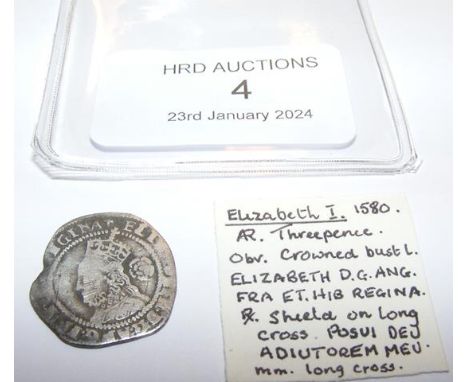 HRD AUCTIONS
4
23rd January 2024
Elizabeth I. 1580.
AR. Threepence.
Obv. Crowned bust L.
ELIZABETH D.G. ANG.
FRA ET. HIB REGINA.
℞. Shield on long
cross. POSUI DEU
ADIUTOREM MEU.
mm. long cross.